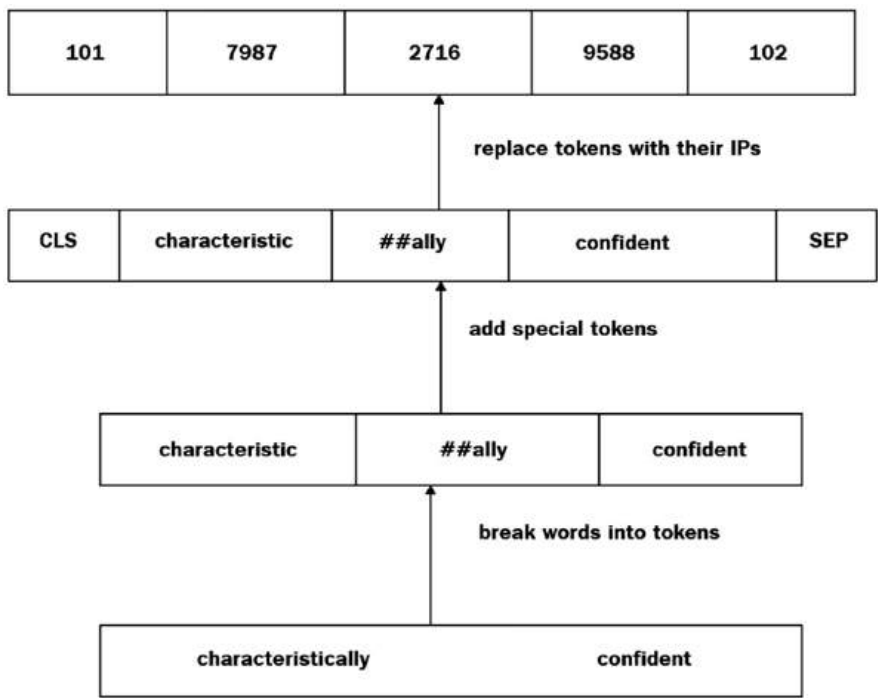 101 7987 2716 9588 102
replace tokens with their IPs
CLS characteristic ##ally confident SEP
add special tokens
characteristic ##ally confident
break words into tokens
characteristically confident